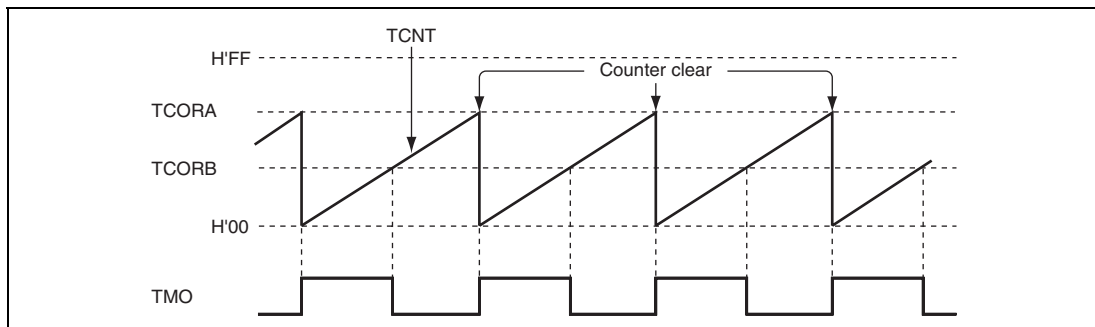 TCNT
H'FF
Counter clear
TCORA
TCORB
H'00
TMO